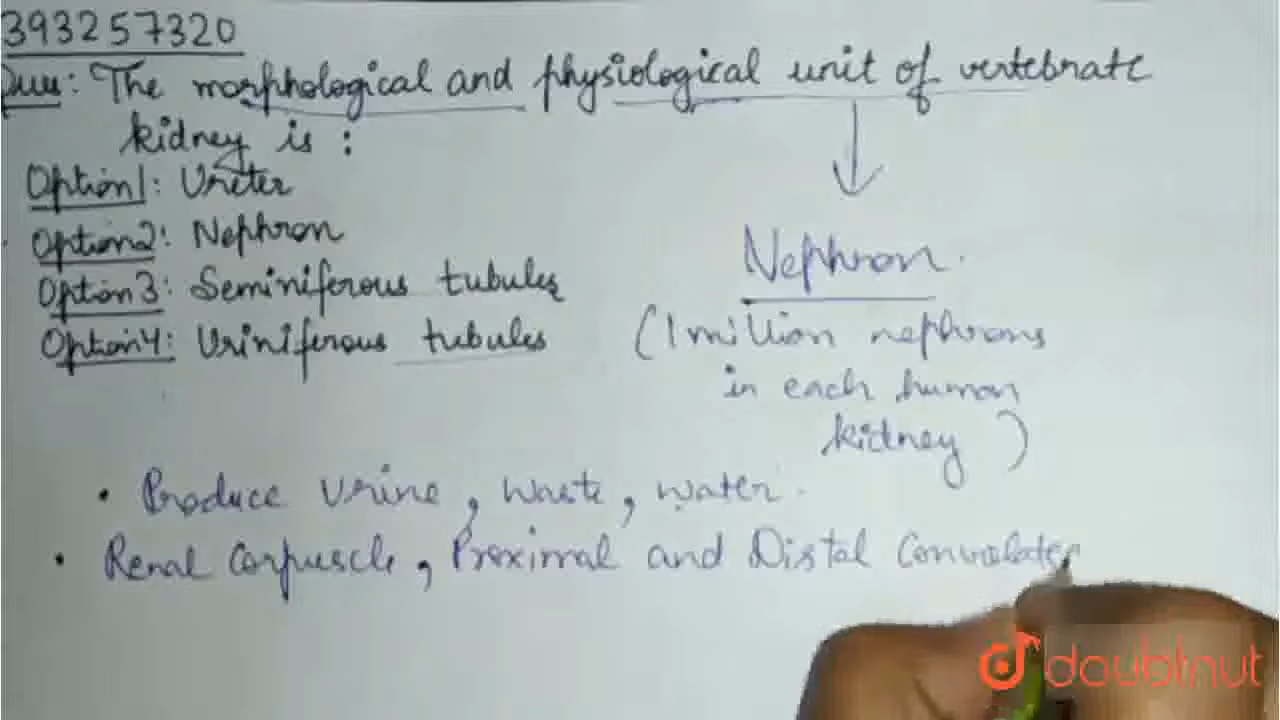 393257320
Ques: The morphological and physiological unit of vertebrate
kidney is :
Option1: Ureter
Option2: Nephron
Option3: Seminiferous tubules
Option4: Uriniferous tubules
Nephron.
(1 million nephrons
in each human
kidney)
• Produce Urine, waste, water.
• Renal Corpuscle, Proximal and Distal Convolate
doubtnut